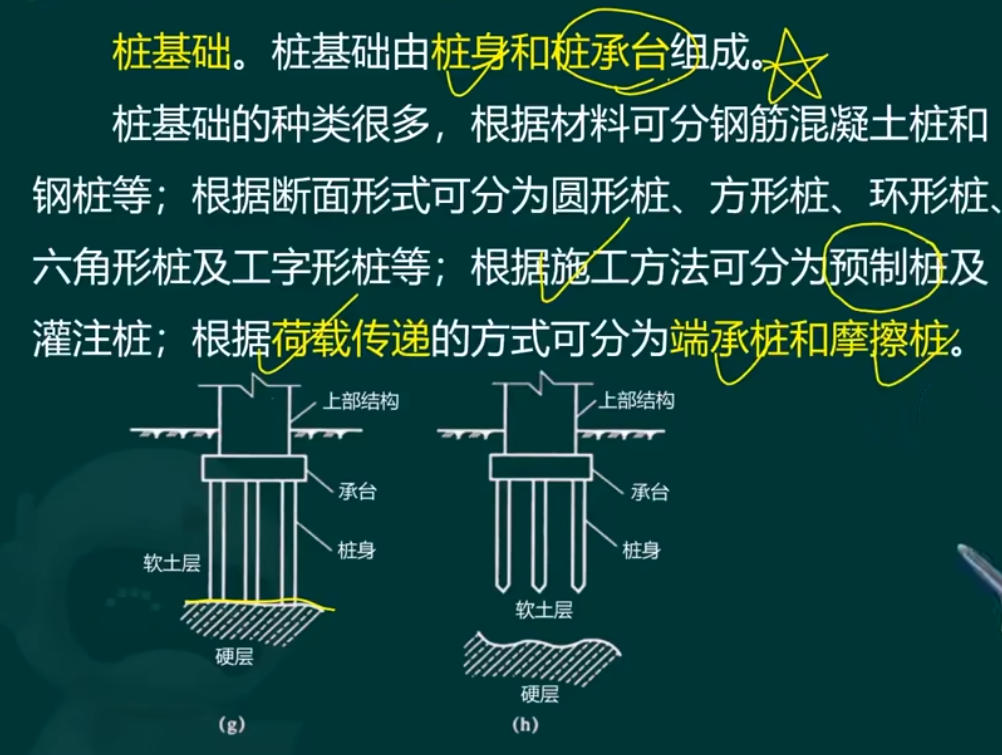 桩基础。桩基础由桩身和桩承台组成。
桩基础的种类很多，根据材料可分钢筋混凝土桩和
钢桩等；根据断面形式可分为圆形桩、方形桩、环形桩、
六角形桩及工字形桩等；根据施工方法可分为预制桩及
灌注桩；根据荷载传递的方式可分为端承桩和摩擦桩。
上部结构
上部结构
承台
承台
桩身
桩身
软土层
软土层
硬层
硬层
(g)
(h)